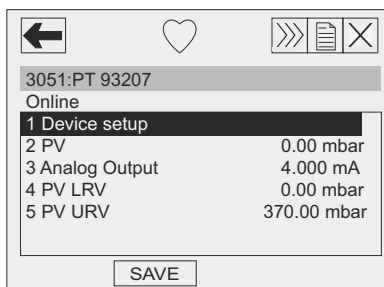 3051:PT 93207
Online
1 Device setup
2 PV 0.00 mbar
3 Analog Output 4.000 mA
4 PV LRV 0.00 mbar
5 PV URV 370.00 mbar
SAVE